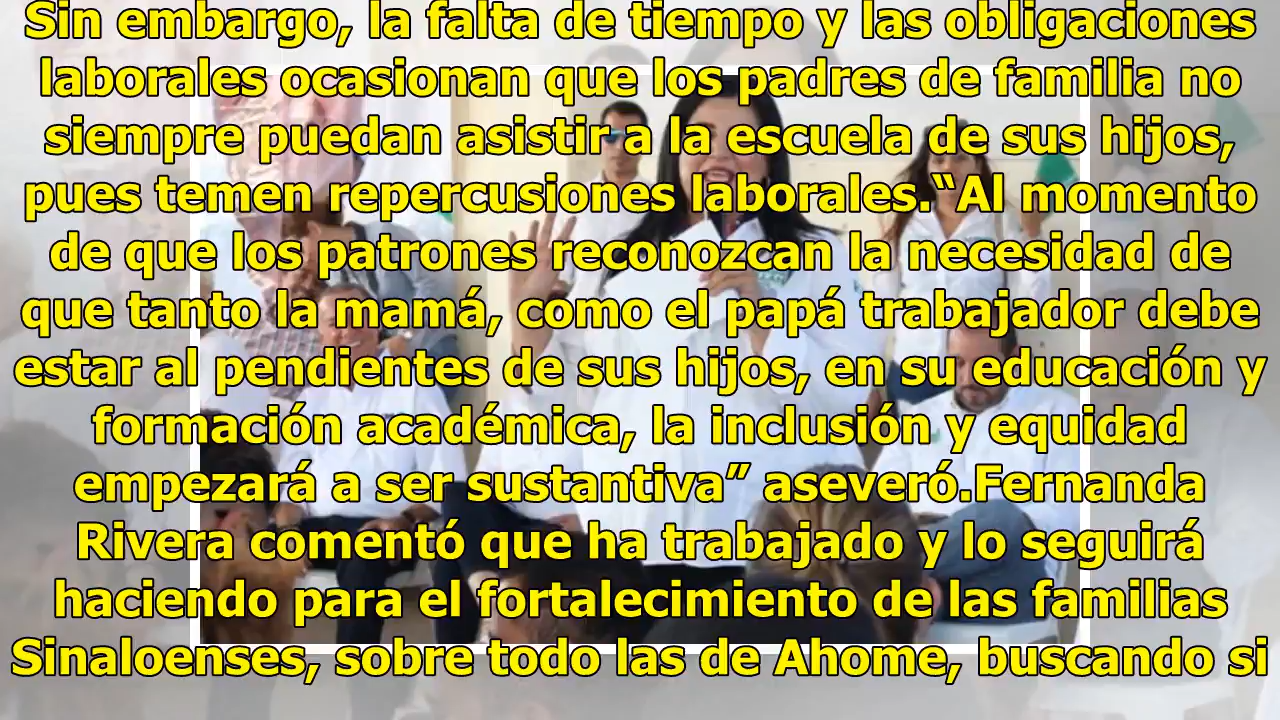 Sin embargo, la falta de tiempo y las obligaciones
laborales ocasionan que los padres de familia no
siempre puedan asistir a la escuela de sus hijos,
pues temen repercusiones laborales.“Al momento
de que los patrones reconozcan la necesidad de
que tanto la mamá, como el papá trabajador debe
estar al pendientes de sus hijos, en su educación y
formación académica, la inclusión y equidad
empezará a ser sustantiva” aseveró.Fernanda
Rivera comentó que ha trabajado y lo seguirá
haciendo para el fortalecimiento de las familias
Sinaloenses, sobre todo las de Ahome, buscando si